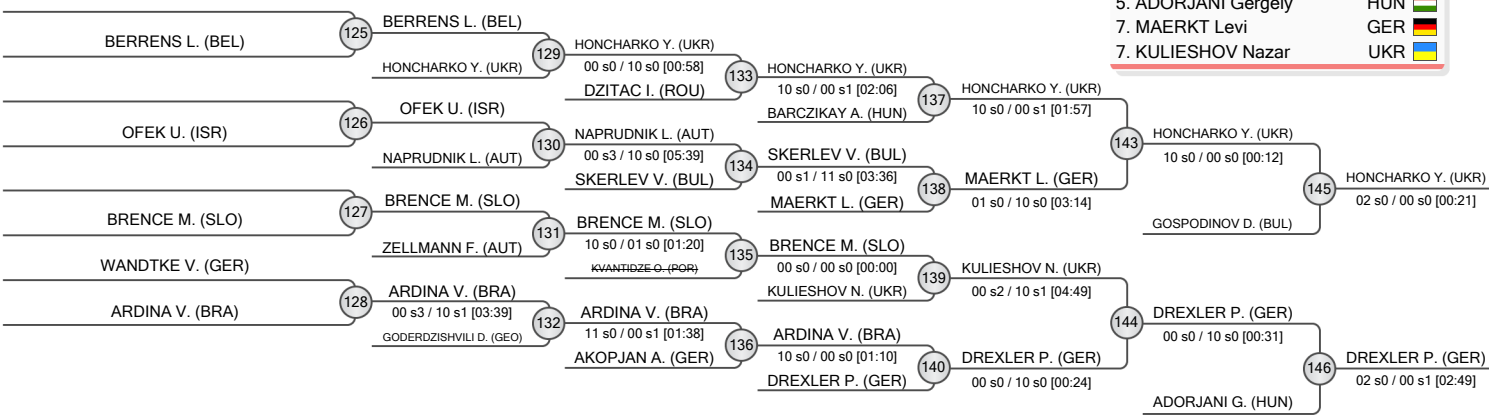 5. ADORJANI Gergely HUN
7. MAERKT Levi GER
7. KULIESHOV Nazar UKR
BERRENS L. (BEL)
125
BERRENS L. (BEL)
HONCHARKO Y. (UKR)
129
HONCHARKO Y. (UKR)
00 s0 / 10 s0 [00:58]
DZITAC I. (ROU)
133
HONCHARKO Y. (UKR)
10 s0 / 00 s1 [02:06]
BARCZIKAY A. (HUN)
137
HONCHARKO Y. (UKR)
10 s0 / 00 s1 [01:57]
OFEK U. (ISR)
126
OFEK U. (ISR)
NAPRUDNIK L. (AUT)
130
NAPRUDNIK L. (AUT)
00 s3 / 10 s0 [05:39]
SKERLEV V. (BUL)
134
SKERLEV V. (BUL)
00 s1 / 11 s0 [03:36]
MAERKT L. (GER)
138
MAERKT L. (GER)
01 s0 / 10 s0 [03:14]
143
HONCHARKO Y. (UKR)
10 s0 / 00 s0 [00:12]
GOSPODINOV D. (BUL)
145
HONCHARKO Y. (UKR)
02 s0 / 00 s0 [00:21]
BRENCE M. (SLO)
127
BRENCE M. (SLO)
ZELLMANN F. (AUT)
131
BRENCE M. (SLO)
10 s0 / 01 s0 [01:20]
KVANTIDZE O. (POR)
135
BRENCE M. (SLO)
00 s0 / 00 s0 [00:00]
KULIESHOV N. (UKR)
139
KULIESHOV N. (UKR)
00 s2 / 10 s1 [04:49]
WANDTKE V. (GER)
ARDINA V. (BRA)
128
ARDINA V. (BRA)
00 s3 / 10 s1 [03:39]
GODERDZISHVILI D. (GEO)
132
ARDINA V. (BRA)
11 s0 / 00 s1 [01:38]
AKOPJAN A. (GER)
136
ARDINA V. (BRA)
10 s0 / 00 s0 [01:10]
DREXLER P. (GER)
140
DREXLER P. (GER)
00 s0 / 10 s0 [00:24]
144
DREXLER P. (GER)
00 s0 / 10 s0 [00:31]
ADORJANI G. (HUN)
146
DREXLER P. (GER)
02 s0 / 00 s1 [02:49]